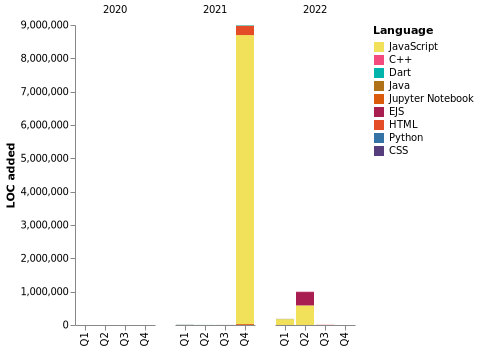 2020 2021 2022
Language
JavaScript
C++
Dart
Java
Jupyter Notebook
EJS
HTML
Python
CSS
LOC added
9,000,000
8,000,000
7,000,000
6,000,000
5,000,000
4,000,000
3,000,000
2,000,000
1,000,000
0
Q1 Q2 Q3 Q4 Q1 Q2 Q3 Q4 Q1 Q2 Q3 Q4